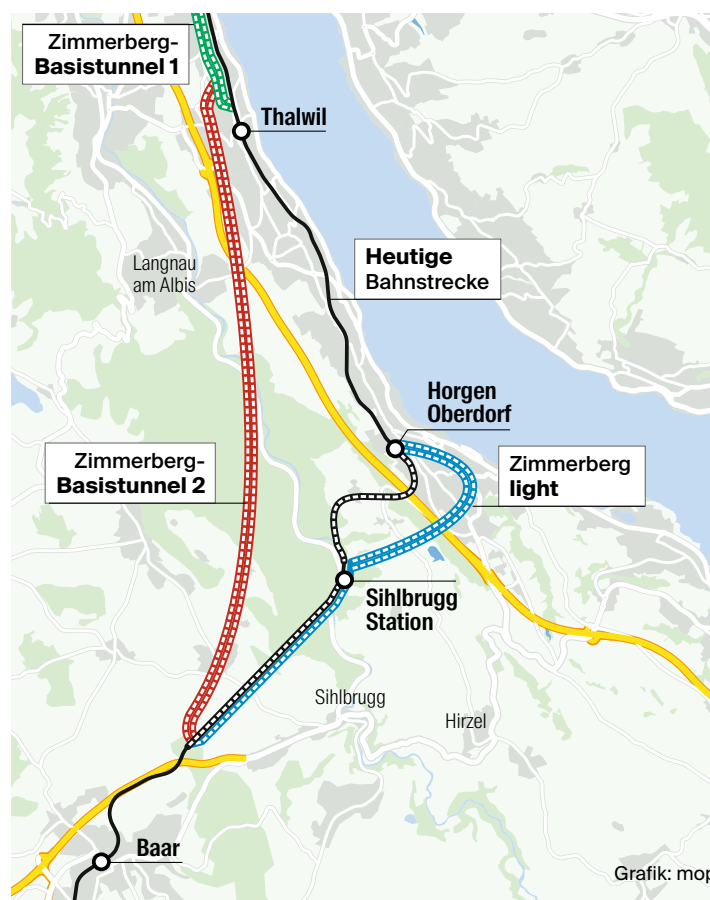 Zimmerberg-
Basistunnel 1
Thalwil
Langnau
am Albis
Heutige
Bahnstrecke
Horgen
Oberdorf
Zimmerberg-
Basistunnel 2
Zimmerberg
light
Sihlbrugg
Station
Sihlbrugg
Hirzel
Baar
Grafik: mop